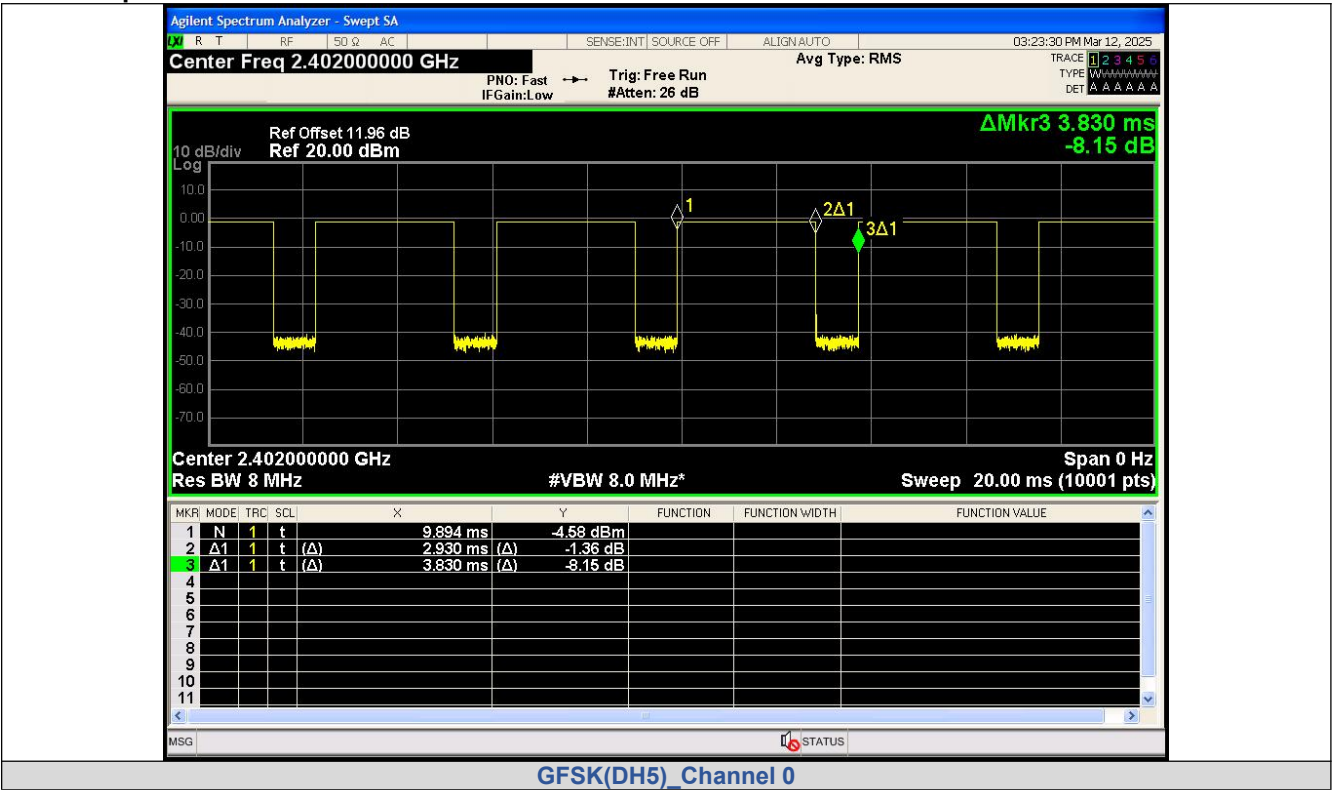 Agilent Spectrum Analyzer - Swept SA
LXI R T RF 50 Ω AC SENSE:INT SOURCE OFF ALIGN AUTO 03:23:30 PM Mar 12, 2025
Center Freq 2.402000000 GHz Avg Type: RMS TRACE 1 2 3 4 5 6
PNO: Fast Trig: Free Run TYPE W
IFGain:Low #Atten: 26 dB DET A A A A A A
ΔMkr3 3.830 ms
-8.15 dB
Ref Offset 11.96 dB
10 dB/div Ref 20.00 dBm
Log
10.0
0.00
-10.0
-20.0
-30.0
-40.0
-50.0
-60.0
-70.0
1
2Δ1
3Δ1
Center 2.402000000 GHz Span 0 Hz
Res BW 8 MHz #VBW 8.0 MHz* Sweep 20.00 ms (10001 pts)
MKR MODE TRC SCL X Y FUNCTION FUNCTION WIDTH FUNCTION VALUE
1 N 1 t 9.894 ms -4.58 dBm
2 Δ1 1 t (Δ) 2.930 ms (Δ) -1.36 dB
3 Δ1 1 t (Δ) 3.830 ms (Δ) -8.15 dB
4
5
6
7
8
9
10
11
MSG STATUS
GFSK(DH5)_Channel 0